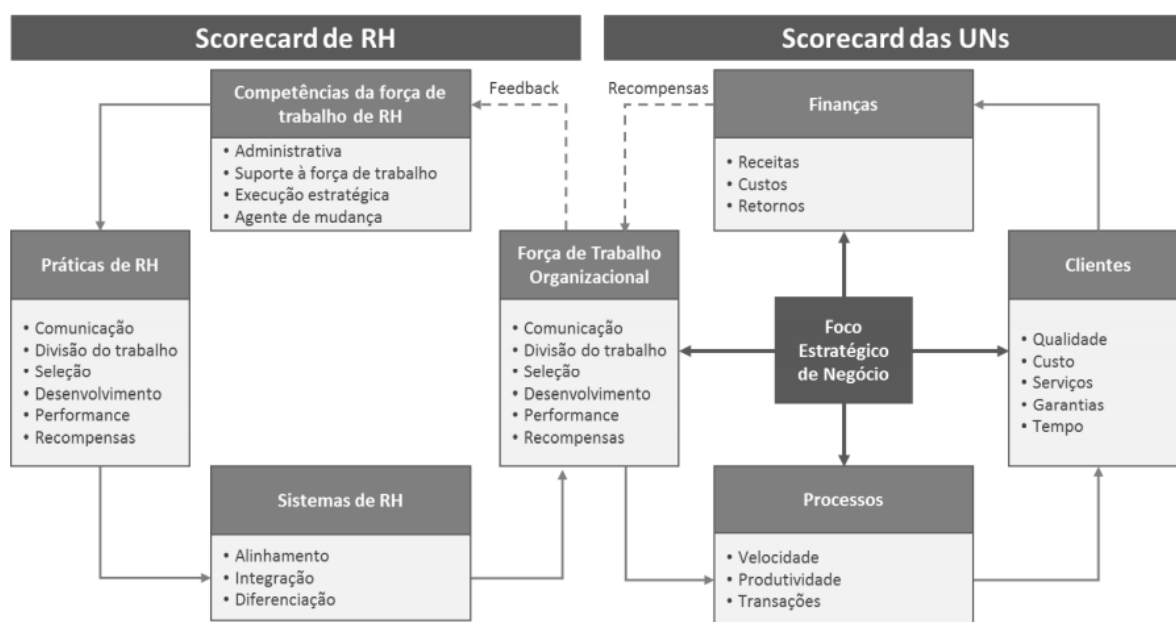 Scorecard de RH
Scorecard das UNs
Competências da força de
trabalho de RH
• Administrativa
• Suporte à força de trabalho
• Execução estratégica
• Agente de mudança
Feedback
Recompensas
Finanças
• Receitas
• Custos
• Retornos
Práticas de RH
• Comunicação
• Divisão do trabalho
• Seleção
• Desenvolvimento
• Performance
• Recompensas
Força de Trabalho
Organizacional
• Comunicação
• Divisão do trabalho
• Seleção
• Desenvolvimento
• Performance
• Recompensas
Foco
Estratégico
de Negócio
Clientes
• Qualidade
• Custo
• Serviços
• Garantias
• Tempo
Sistemas de RH
• Alinhamento
• Integração
• Diferenciação
Processos
• Velocidade
• Produtividade
• Transações